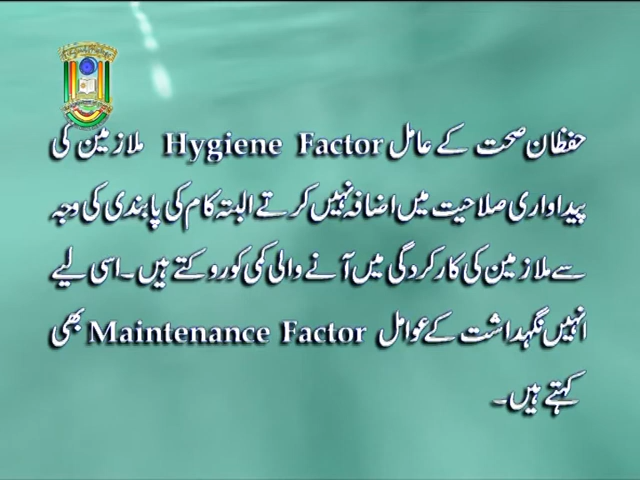 حفظان صحت کے عامل Hygiene Factor ملازمین کی
پیداواری صلاحیت میں اضافہ نہیں کرتے البتہ کام کی پابندی کی وجہ
سے ملازمین کی کارکردگی میں آنے والی کمی کو روکتے ہیں۔ اسی لیے
انہیں نگہداشت کے عوامل Maintenance Factor بھی
کہتے ہیں۔